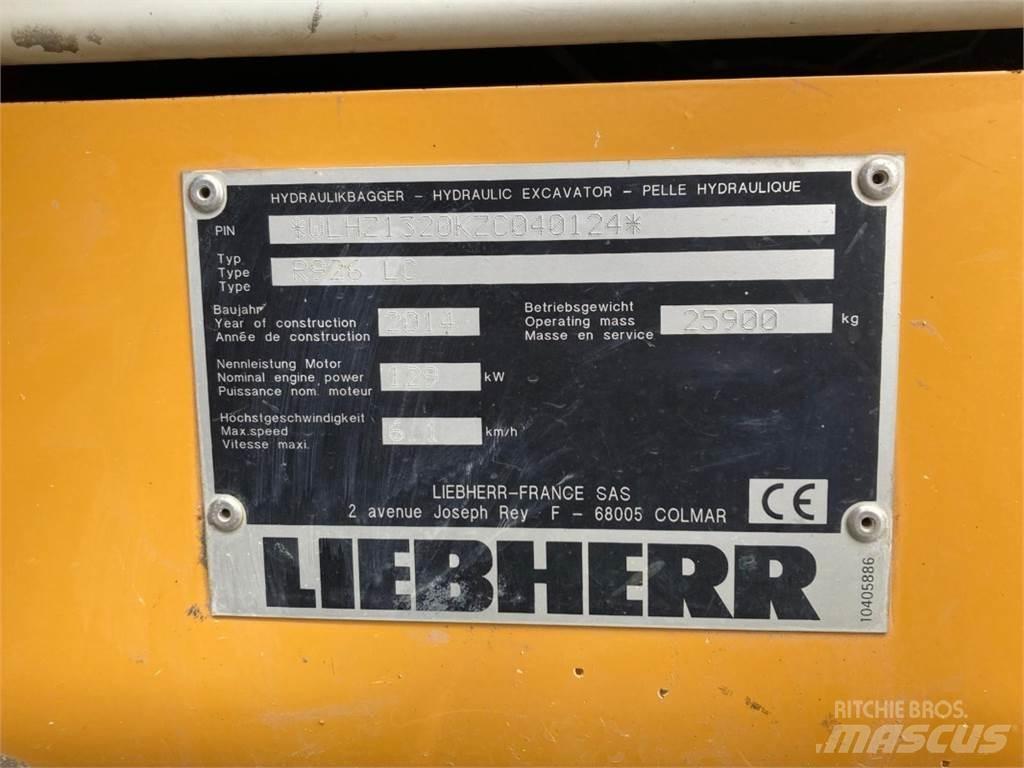 HYDRAULIKBAGGER - HYDRAULIC EXCAVATOR - PELLE HYDRAULIQUE
PIN *WLHZ1320KZC040124*
Typ
Type R926 LC
Type
Baujahr
Year of construction 2014
Année de construction
Betriebsgewicht
Operating mass 25900 kg
Masse en service
Nennleistung Motor
Nominal engine power 129 kW
Puissance nom. moteur
Höchstgeschwindigkeit
Max.speed 6.1 km/h
Vitesse maxi.
LIEBHERR-FRANCE SAS
2 avenue Joseph Rey F - 68005 COLMAR
CE
LIEBHERR
10405886
RITCHIE BROS.
MASCUS